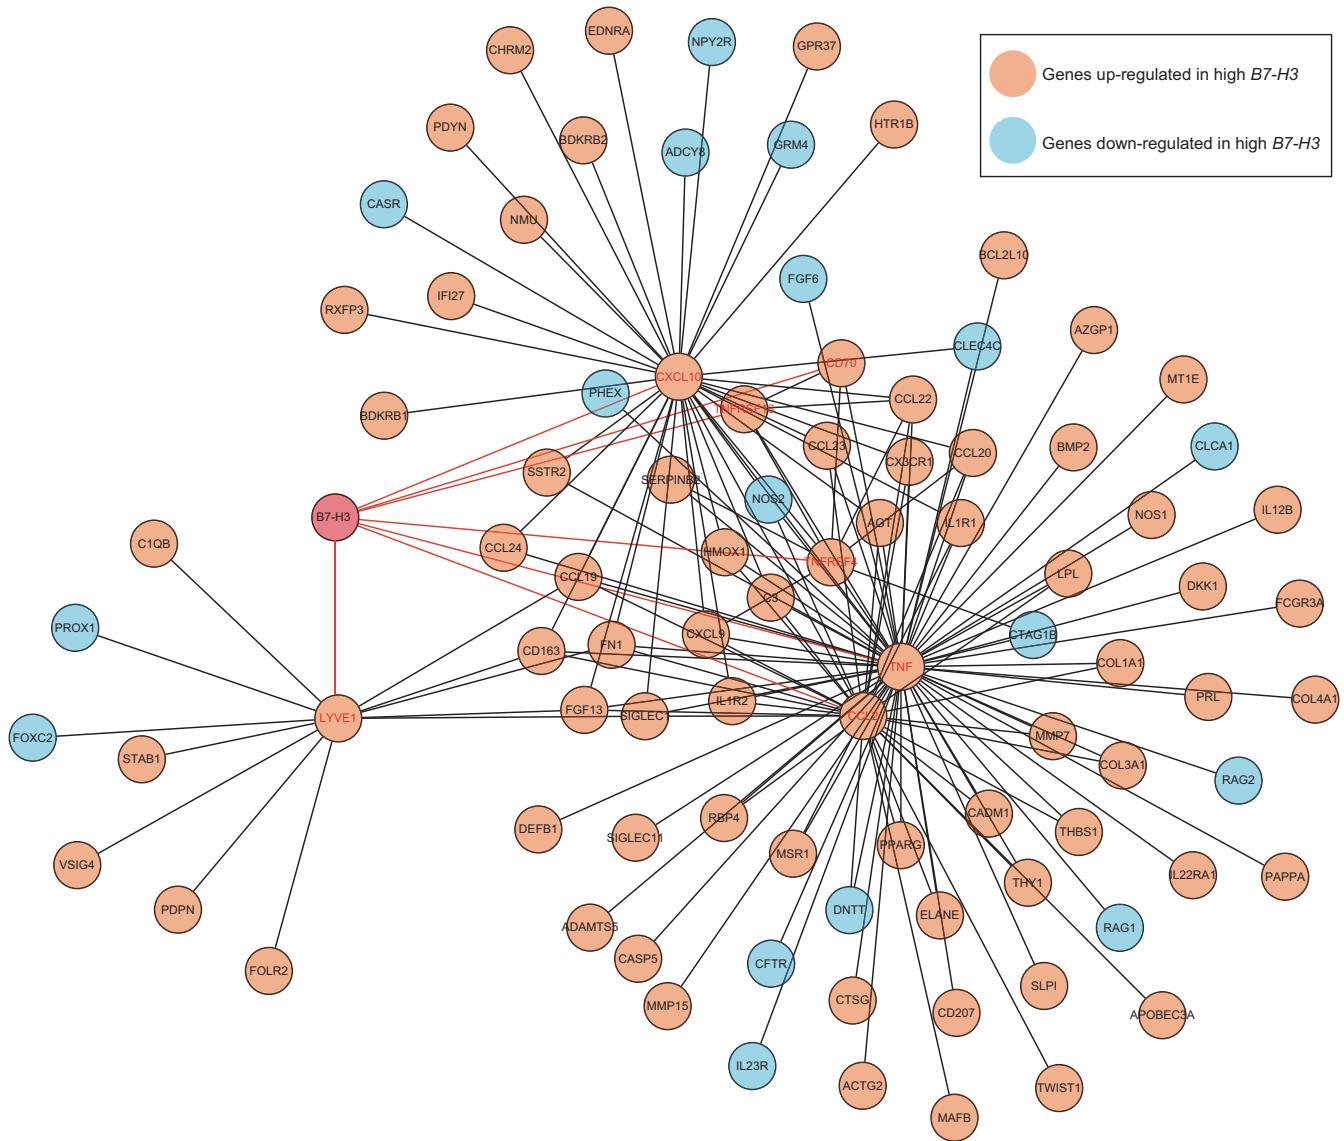 EDNRA
NPY2R
GPR37
CHRM2
Genes up-regulated in high B7-H3
HTR1B
PDYN
BDKRB2
ADCY8
GRM4
Genes down-regulated in high B7-H3
CASR
NMU
BCL2L10
FGF6
IFI27
RXFP3
AZGP1
CLEC4C
CD70
CXCL10
MT1E
PHEX
CCL22
BDKRB1
CCL23
CX3CR1
CCL20
BMP2
CLCA1
SSTR2
SERPINB2
NOS2
B7-H3
AGT
IL1R1
NOS1
IL12B
C1QB
CCL24
HMOX1
CCL19
LPL
DKK1
C3
FCGR3A
PROX1
CXCL9
CTAG1B
FN1
CD163
TNF
COL1A1
PRL
COL4A1
IL1R2
LYVE1
FGF13
SIGLEC1
CCL2
FOXC2
MMP7
STAB1
COL3A1
RAG2
CADM1
RBP4
DEFB1
SIGLEC11
THBS1
PPARG
MSR1
VSIG4
IL22RA1
PAPPA
THY1
PDPN
DNTT
ELANE
ADAMTS5
RAG1
CASP5
CFTR
FOLR2
SLPI
CTSG
MMP15
CD207
APOBEC3A
IL23R
ACTG2
TWIST1
MAFB